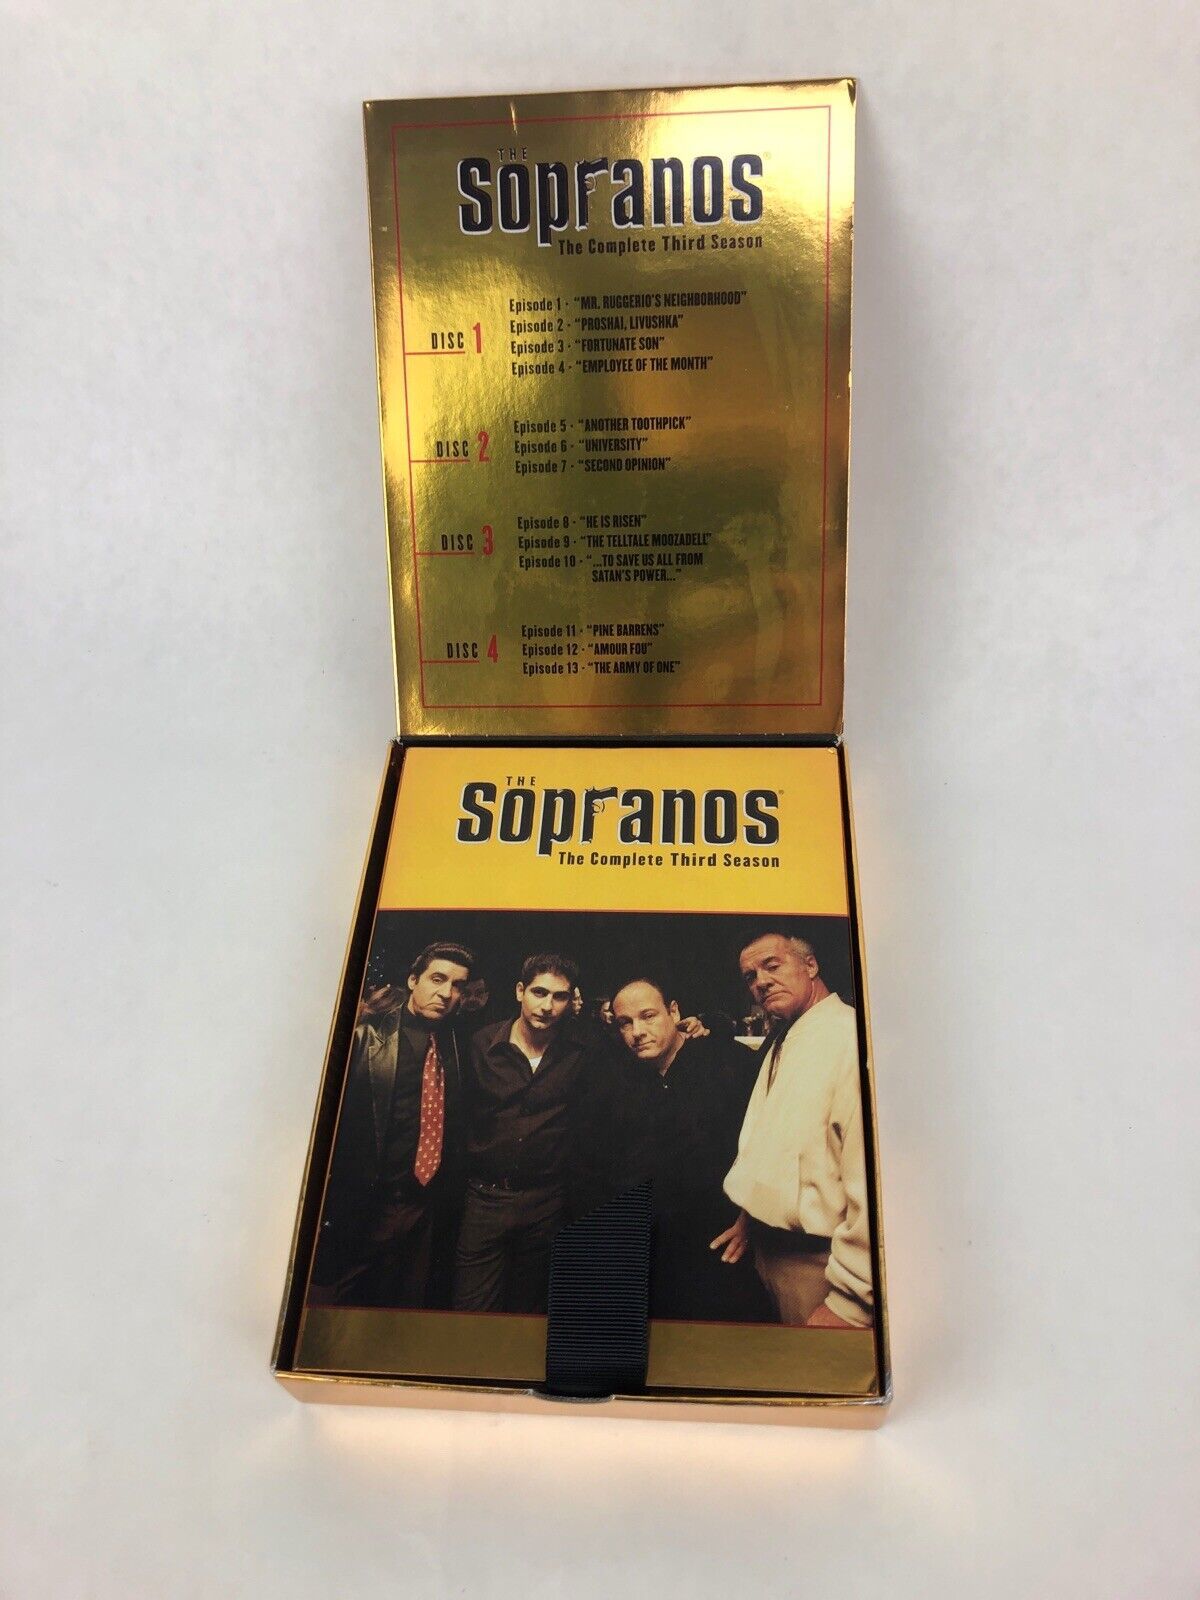 THE
Sopranos®
The Complete Third Season
DISC 1
Episode 1 - "MR. RUGGERIO'S NEIGHBORHOOD"
Episode 2 - "PROSHAI, LIVUSHKA"
Episode 3 - "FORTUNATE SON"
Episode 4 - "EMPLOYEE OF THE MONTH"
DISC 2
Episode 5 - "ANOTHER TOOTHPICK"
Episode 6 - "UNIVERSITY"
Episode 7 - "SECOND OPINION"
DISC 3
Episode 8 - "HE IS RISEN"
Episode 9 - "THE TELLTALE MOOZADELL"
Episode 10 - "...TO SAVE US ALL FROM
SATAN'S POWER..."
DISC 4
Episode 11 - "PINE BARRENS"
Episode 12 - "AMOUR FOU"
Episode 13 - "THE ARMY OF ONE"
THE
Sopranos®
The Complete Third Season